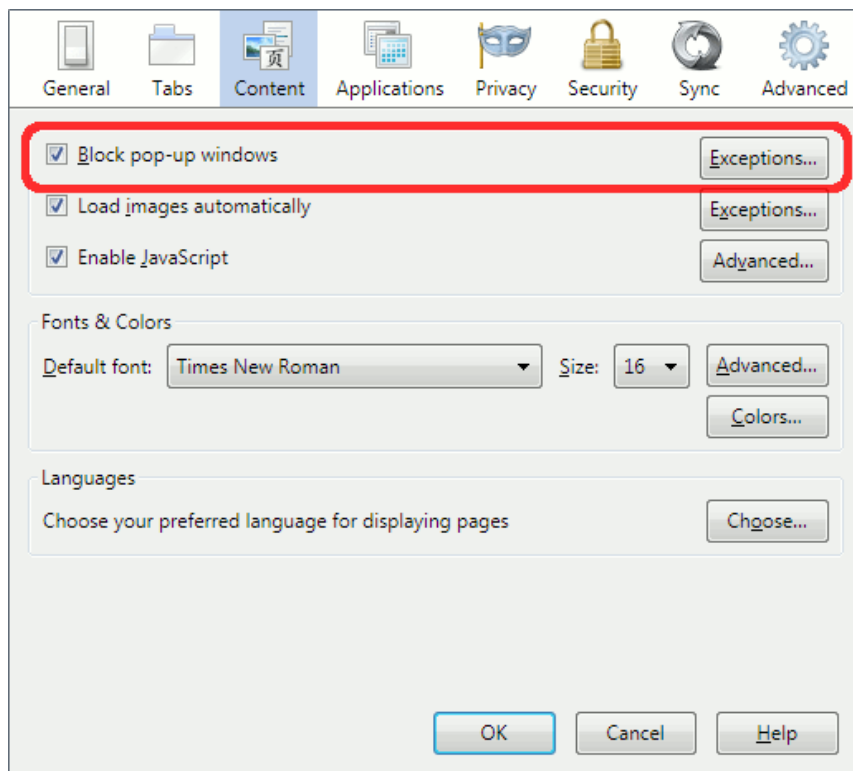 General Tabs Content Applications Privacy Security Sync Advanced
Block pop-up windows Exceptions...
Load images automatically Exceptions...
Enable JavaScript Advanced...
Fonts & Colors
Default font: Times New Roman Size: 16 Advanced...
Colors...
Languages
Choose your preferred language for displaying pages Choose...
OK Cancel Help